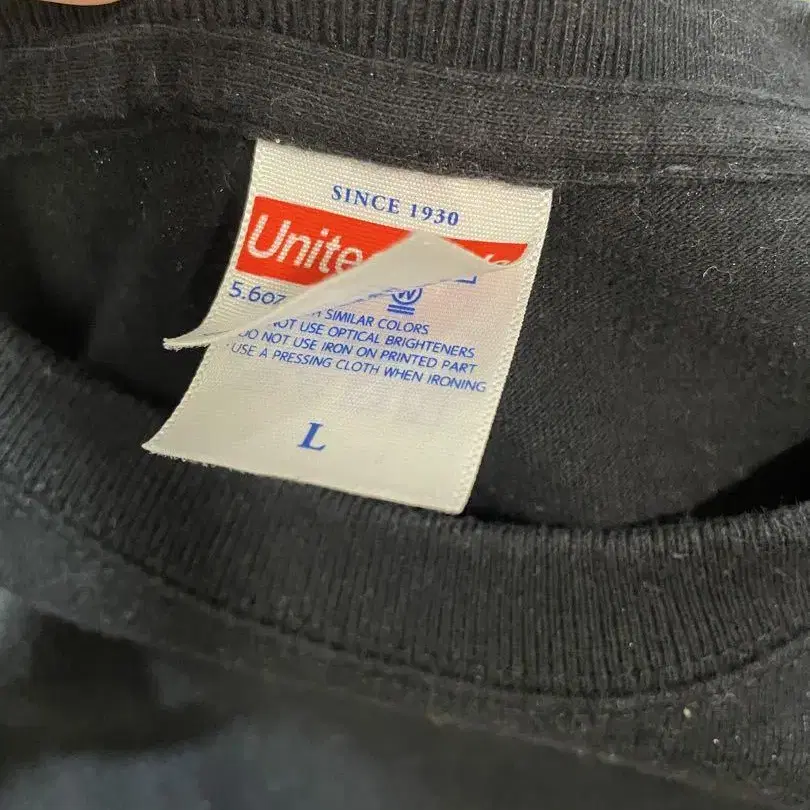 SINCE 1930
Unite
5.6oz
SIMILAR COLORS
NOT USE OPTICAL BRIGHTENERS
DO NOT USE IRON ON PRINTED PART
USE A PRESSING CLOTH WHEN IRONING
L